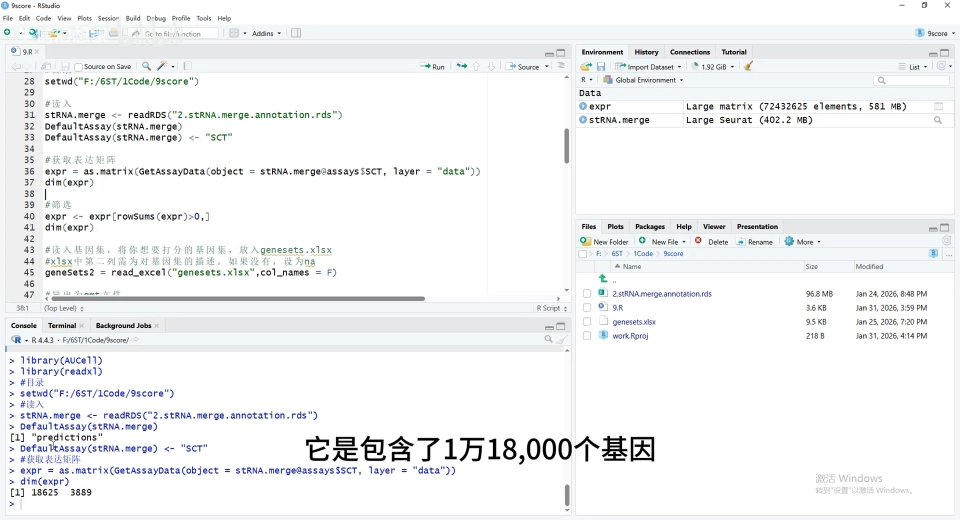 9score - RStudio
File Edit Code View Plots Session Build Debug Profile Tools Help
Go to file/function Addins 9score
9.R
Source on Save Run Source
28 setwd("F:/6ST/1Code/9score")
29
30 #读入
31 stRNA.merge <- readRDS("2.stRNA.merge.annotation.rds")
32 DefaultAssay(stRNA.merge)
33 DefaultAssay(stRNA.merge) <- "SCT"
34
35 #获取表达矩阵
36 expr = as.matrix(GetAssayData(object = stRNA.merge@assays$SCT, layer = "data"))
37 dim(expr)
38
39 #筛选
40 expr <- expr[rowSums(expr)>0,]
41 dim(expr)
42
43 #读入基因集，将你想要打分的基因集，放入genesets.xlsx
44 #xlsx中第二列需为对基因集的描述，如果没有，设为na
45 geneSets2 = read_excel("genesets.xlsx",col_names = F)
46
47
38:1 (Top Level) R Script
Console Terminal Background Jobs
R 4.4.3 · F:/6ST/1Code/9score/
> library(AUCell)
> library(readxl)
> #目录
> setwd("F:/6ST/1Code/9score")
> #读入
> stRNA.merge <- readRDS("2.stRNA.merge.annotation.rds")
> DefaultAssay(stRNA.merge)
[1] "predictions"
> DefaultAssay(stRNA.merge) <- "SCT"
> #获取表达矩阵
> expr = as.matrix(GetAssayData(object = stRNA.merge@assays$SCT, layer = "data"))
> dim(expr)
[1] 18625 3889
>
Environment History Connections Tutorial
Import Dataset 1.92 GiB List
R Global Environment
Data
expr Large matrix (72432625 elements, 581 MB)
stRNA.merge Large Seurat (402.2 MB)
Files Plots Packages Help Viewer Presentation
New Folder New File Delete Rename More
F: 6ST 1Code 9score
Name Size Modified
..
2.stRNA.merge.annotation.rds 96.8 MB Jan 24, 2026, 8:48 PM
9.R 3.6 KB Jan 31, 2026, 3:59 PM
genesets.xlsx 9.5 KB Jan 25, 2026, 7:20 PM
work.Rproj 218 B Jan 31, 2026, 4:14 PM
它是包含了1万18,000个基因
激活 Windows
转到"设置"以激活 Windows。